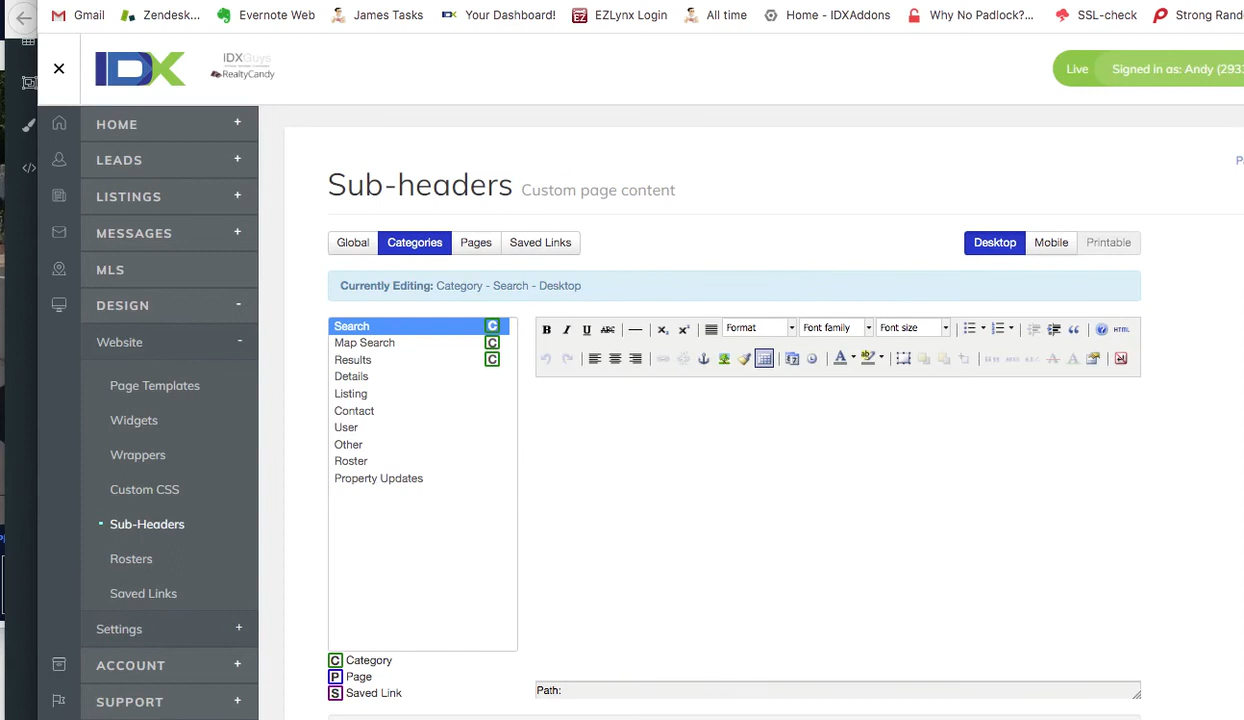 Gmail Zendesk... Evernote Web James Tasks Your Dashboard! EZLynx Login All time Home - IDXAddons Why No Padlock?... SSL-check Strong Rand
IDX IDXGuys
RealtyCandy
Live Signed in as: Andy (293
HOME +
LEADS +
LISTINGS +
MESSAGES +
MLS
DESIGN -
Website -
Page Templates
Widgets
Wrappers
Custom CSS
Sub-Headers
Rosters
Saved Links
Settings +
ACCOUNT +
SUPPORT +
Sub-headers Custom page content
Global Categories Pages Saved Links
Desktop Mobile Printable
Currently Editing: Category - Search - Desktop
Search C
Map Search C
Results C
Details
Listing
Contact
User
Other
Roster
Property Updates
C Category
P Page
S Saved Link
B I U ABC Format Font family Font size HTML
Path: